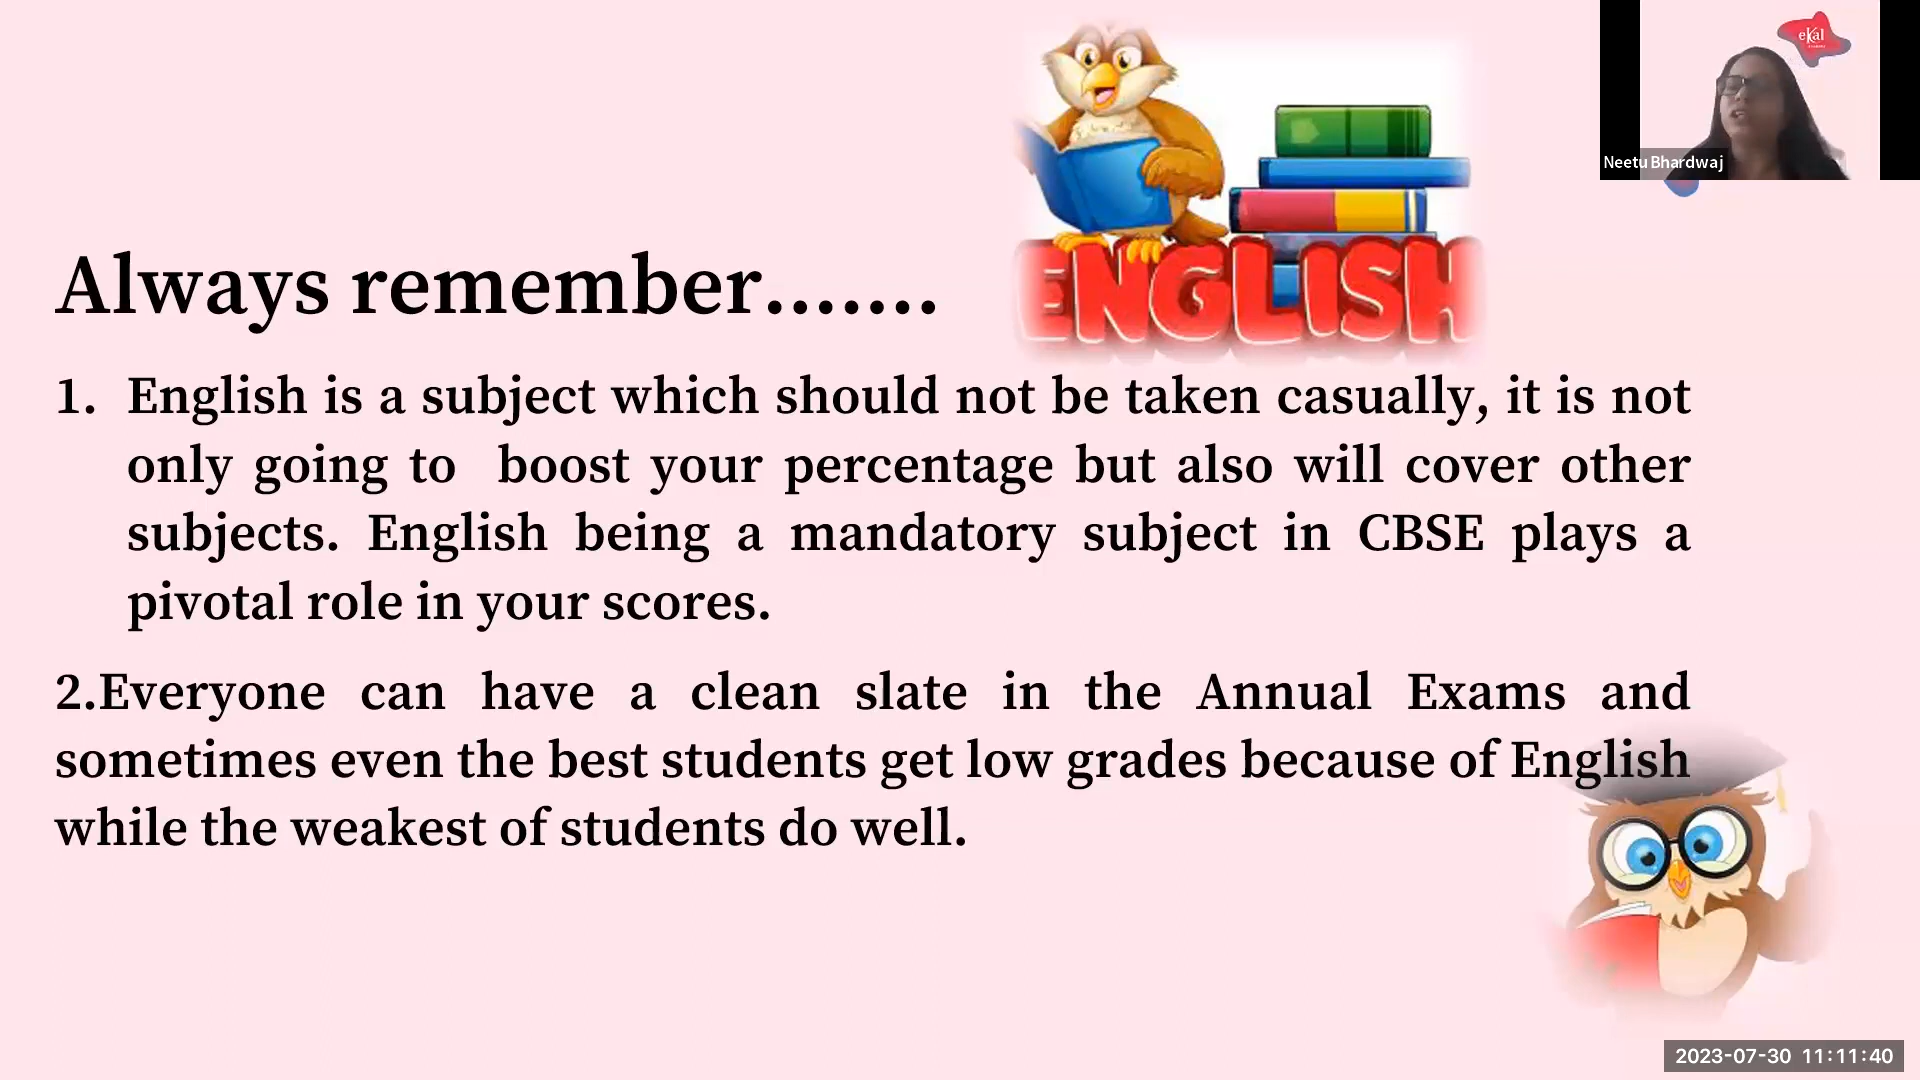 ekal
Neetu Bhardwaj
ENGLISH
Always remember.......
1. English is a subject which should not be taken casually, it is not
only going to boost your percentage but also will cover other
subjects. English being a mandatory subject in CBSE plays a
pivotal role in your scores.
2.Everyone can have a clean slate in the Annual Exams and
sometimes even the best students get low grades because of English
while the weakest of students do well.
2023-07-30 11:11:40